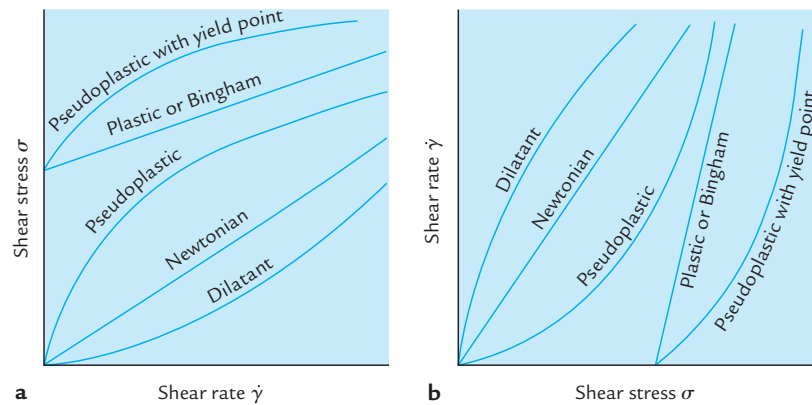 Pseudoplastic with yield point
Plastic or Bingham
Pseudoplastic
Newtonian
Dilatant
Shear stress σ
a
Shear rate γ̇
Dilatant
Newtonian
Pseudoplastic
Plastic or Bingham
Pseudoplastic with yield point
Shear rate γ̇
b
Shear stress σ